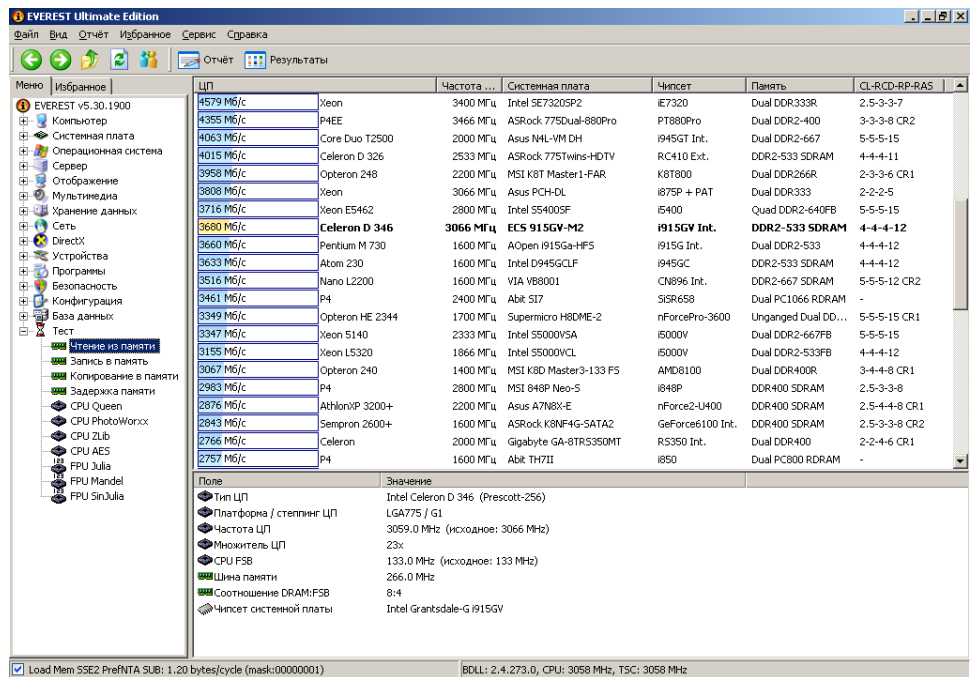 EVEREST Ultimate Edition
Файл Вид Отчёт Избранное Сервис Справка
Отчёт Результаты
Меню Избранное
EVEREST v5.30.1900
Компьютер
Системная плата
Операционная система
Сервер
Отображение
Мультимедиа
Хранение данных
Сеть
DirectX
Устройства
Программы
Безопасность
Конфигурация
База данных
Тест
Чтение из памяти
Запись в память
Копирование в памяти
Задержка памяти
CPU Queen
CPU PhotoWorxx
CPU ZLib
CPU AES
FPU Julia
FPU Mandel
FPU SinJulia
ЦП Частота ... Системная плата Чипсет Память CL-RCD-RP-RAS
4579 Мб/с Xeon 3400 МГц Intel SE7320SP2 iE7320 Dual DDR333R 2.5-3-3-7
4355 Мб/с P4EE 3466 МГц ASRock 775Dual-880Pro PT880Pro Dual DDR2-400 3-3-3-8 CR2
4063 Мб/с Core Duo T2500 2000 МГц Asus N4L-VM DH i945GT Int. Dual DDR2-667 5-5-5-15
4015 Мб/с Celeron D 326 2533 МГц ASRock 775Twins-HDTV RC410 Ext. DDR2-533 SDRAM 4-4-4-11
3958 Мб/с Opteron 248 2200 МГц MSI K8T Master1-FAR K8T800 Dual DDR266R 2-3-3-6 CR1
3808 Мб/с Xeon 3066 МГц Asus PCH-DL i875P + PAT Dual DDR333 2-2-2-5
3716 Мб/с Xeon E5462 2800 МГц Intel S5400SF i5400 Quad DDR2-640FB 5-5-5-15
3680 Мб/с Celeron D 346 3066 МГц ECS 915GV-M2 i915GV Int. DDR2-533 SDRAM 4-4-4-12
3660 Мб/с Pentium M 730 1600 МГц AOpen i915Ga-HFS i915G Int. Dual DDR2-533 4-4-4-12
3633 Мб/с Atom 230 1600 МГц Intel D945GCLF i945GC DDR2-533 SDRAM 4-4-4-12
3516 Мб/с Nano L2200 1600 МГц VIA VB8001 CN896 Int. DDR2-667 SDRAM 5-5-5-12 CR2
3461 Мб/с P4 2400 МГц Abit SI7 SiSR658 Dual PC1066 RDRAM -
3349 Мб/с Opteron HE 2344 1700 МГц Supermicro H8DME-2 nForcePro-3600 Unganged Dual DD... 5-5-5-15 CR1
3347 Мб/с Xeon 5140 2333 МГц Intel S5000VSA i5000V Dual DDR2-667FB 5-5-5-15
3155 Мб/с Xeon L5320 1866 МГц Intel S5000VCL i5000V Dual DDR2-533FB 4-4-4-12
3067 Мб/с Opteron 240 1400 МГц MSI K8D Master3-133 FS AMD8100 Dual DDR400R 3-4-4-8 CR1
2983 Мб/с P4 2800 МГц MSI 848P Neo-S i848P DDR400 SDRAM 2.5-3-3-8
2876 Мб/с AthlonXP 3200+ 2200 МГц Asus A7N8X-E nForce2-U400 DDR400 SDRAM 2.5-4-4-8 CR1
2843 Мб/с Sempron 2600+ 1600 МГц ASRock K8NF4G-SATA2 GeForce6100 Int. DDR400 SDRAM 2.5-3-3-8 CR2
2766 Мб/с Celeron 2000 МГц Gigabyte GA-8TRS350MT RS350 Int. Dual DDR400 2-2-4-6 CR1
2757 Мб/с P4 1600 МГц Abit TH7II i850 Dual PC800 RDRAM -
Поле Значение
Тип ЦП Intel Celeron D 346 (Prescott-256)
Платформа / степпинг ЦП LGA775 / G1
Частота ЦП 3059.0 MHz (исходное: 3066 MHz)
Множитель ЦП 23x
CPU FSB 133.0 MHz (исходное: 133 MHz)
Шина памяти 266.0 MHz
Соотношение DRAM:FSB 8:4
Чипсет системной платы Intel Grantsdale-G i915GV
Load Mem SSE2 PrefNTA SUB: 1.20 bytes/cycle (mask:00000001) BDLL: 2.4.273.0, CPU: 3058 MHz, TSC: 3058 MHz